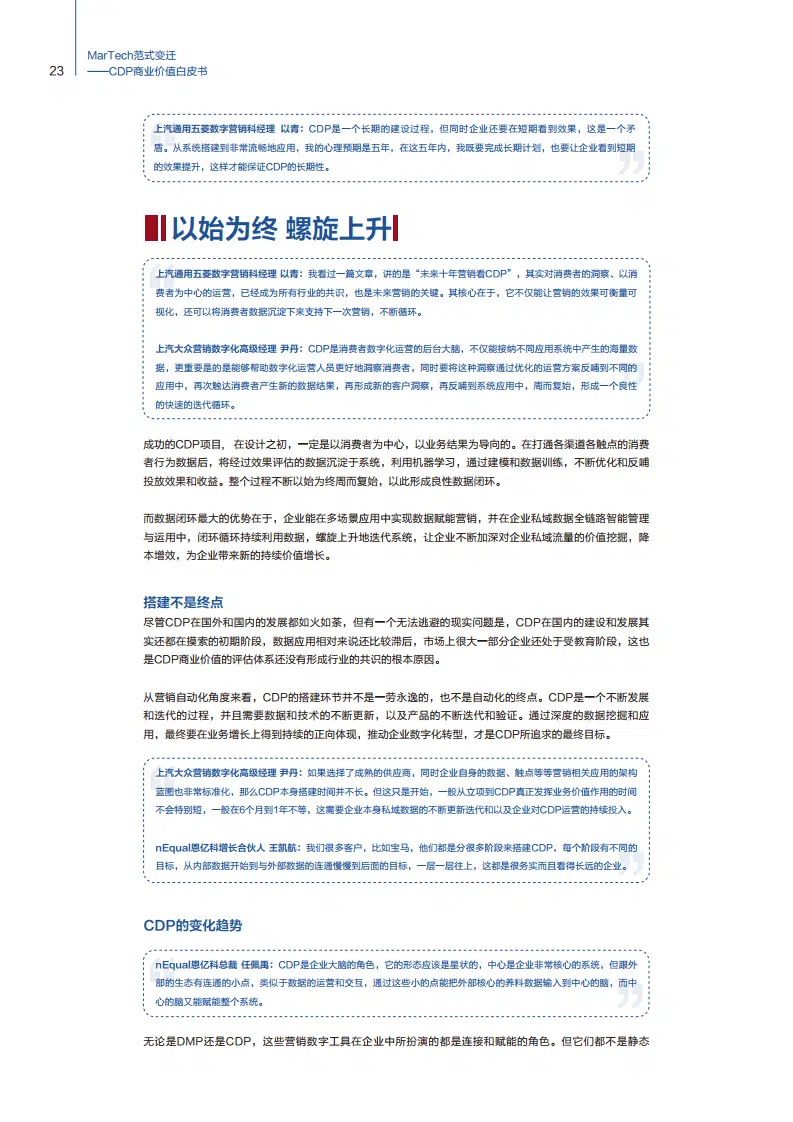 MarTech范式变迁
23
——CDP商业价值白皮书
上汽通用五菱数字营销科经理 以青：CDP是一个长期的建设过程，但同时企业还要在短期看到效果，这是一个矛
盾。从系统搭建到非常流畅地应用，我的心理预期是五年，在这五年内，我既要完成长期计划，也要让企业看到短期
的效果提升，这样才能保证CDP的长期性。
以始为终 螺旋上升
上汽通用五菱数字营销科经理 以青：我看过一篇文章，讲的是“未来十年营销看CDP”，其实对消费者的洞察、以消
费者为中心的运营，已经成为所有行业的共识，也是未来营销的关键。其核心在于，它不仅能让营销的效果可衡量可
视化，还可以将消费者数据沉淀下来支持下一次营销，不断循环。
上汽大众营销数字化高级经理 尹丹：CDP是消费者数字化运营的后台大脑，不仅能接纳不同应用系统中产生的海量数
据，更重要是的是能够帮助数字化运营人员更好地洞察消费者，同时要将这种洞察通过优化的运营方案反哺到不同的
应用中，再次触达消费者产生新的数据结果，再形成新的客户洞察，再反哺到系统应用中，周而复始，形成一个良性
的快速的迭代循环。
成功的CDP项目， 在设计之初，一定是以消费者为中心，以业务结果为导向的。在打通各渠道各触点的消费
者行为数据后，将经过效果评估的数据沉淀于系统，利用机器学习，通过建模和数据训练，不断优化和反哺
投放效果和收益。整个过程不断以始为终周而复始，以此形成良性数据闭环。
而数据闭环最大的优势在于，企业能在多场景应用中实现数据赋能营销，并在企业私域数据全链路智能管理
与运用中，闭环循环持续利用数据，螺旋上升地迭代系统，让企业不断加深对企业私域流量的价值挖掘，降
本增效，为企业带来新的持续价值增长。
搭建不是终点
尽管CDP在国外和国内的发展都如火如荼，但有一个无法逃避的现实问题是，CDP在国内的建设和发展其
实还都在摸索的初期阶段，数据应用相对来说还比较滞后，市场上很大一部分企业还处于受教育阶段，这也
是CDP商业价值的评估体系还没有形成行业的共识的根本原因。
从营销自动化角度来看，CDP的搭建环节并不是一劳永逸的，也不是自动化的终点。CDP是一个不断发展
和迭代的过程，并且需要数据和技术的不断更新，以及产品的不断迭代和验证。通过深度的数据挖掘和应
用，最终要在业务增长上得到持续的正向体现，推动企业数字化转型，才是CDP所追求的最终目标。
上汽大众营销数字化高级经理 尹丹：如果选择了成熟的供应商，同时企业自身的数据、触点等等营销相关应用的架构
蓝图也非常标准化，那么CDP本身搭建时间并不长。但这只是开始，一般从立项到CDP真正发挥业务价值作用的时间
不会特别短，一般在6个月到1年不等，这需要企业本身私域数据的不断更新迭代和以及企业对CDP运营的持续投入。
nEqual恩亿科增长合伙人 王凯航：我们很多客户，比如宝马，他们都是分很多阶段来搭建CDP，每个阶段有不同的
目标，从内部数据开始到与外部数据的连通慢慢到后面的目标，一层一层往上，这都是很务实而且看得长远的企业。
CDP的变化趋势
nEqual恩亿科总裁 任佩禹：CDP是企业大脑的角色，它的形态应该是星状的，中心是企业非常核心的系统，但跟外
部的生态有连通的小点，类似于数据的运营和交互，通过这些小的点能把外部核心的养料数据输入到中心的脑，而中
心的脑又能赋能整个系统。
无论是DMP还是CDP，这些营销数字工具在企业中所扮演的都是连接和赋能的角色。但它们都不是静态